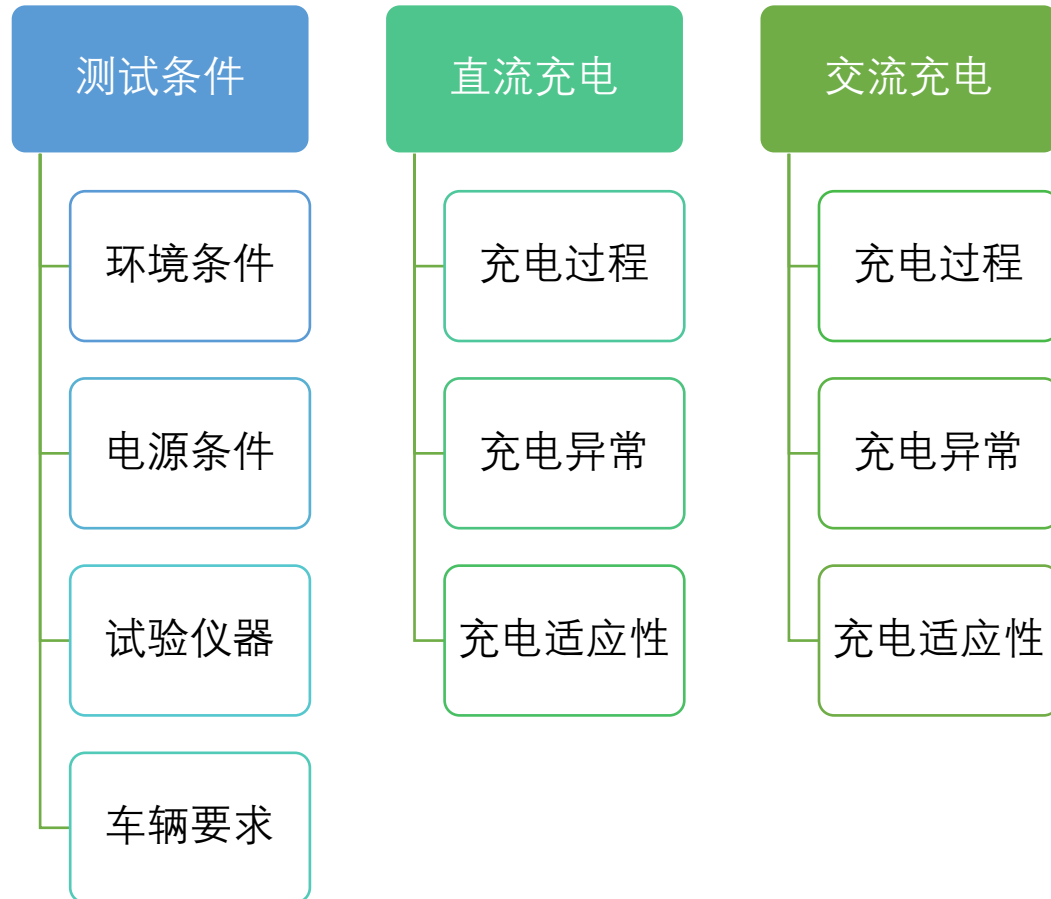 测试条件
环境条件
电源条件
试验仪器
车辆要求
直流充电
充电过程
充电异常
充电适应性
交流充电
充电过程
充电异常
充电适应性